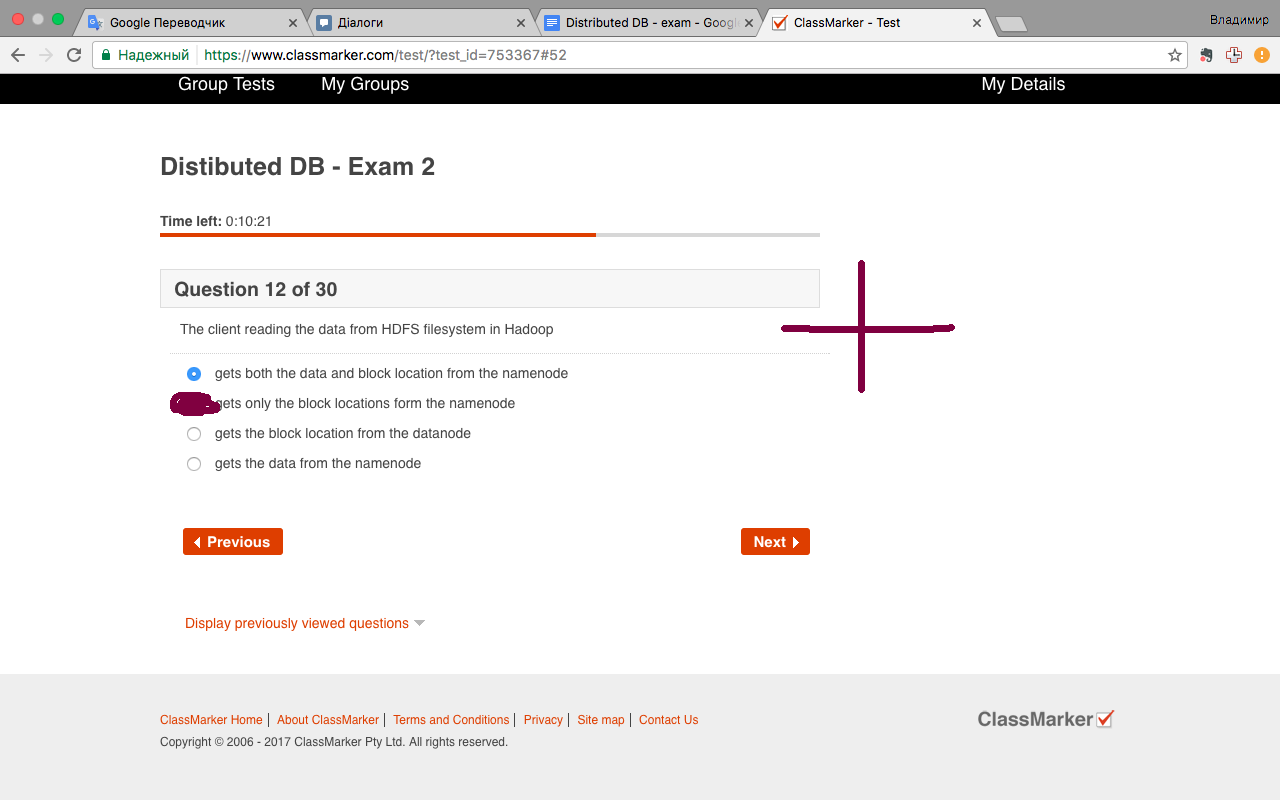 Google Переводчик
Діалоги
Distributed DB - exam - Googl
ClassMarker - Test
Владимир
Надежный
https://www.classmarker.com/test/?test_id=753367#52
Group Tests
My Groups
My Details
Distibuted DB - Exam 2
Time left: 0:10:21
Question 12 of 30
The client reading the data from HDFS filesystem in Hadoop
gets both the data and block location from the namenode
gets only the block locations form the namenode
gets the block location from the datanode
gets the data from the namenode
Previous
Next
Display previously viewed questions
ClassMarker Home | About ClassMarker | Terms and Conditions | Privacy | Site map | Contact Us
ClassMarker
Copyright © 2006 - 2017 ClassMarker Pty Ltd. All rights reserved.